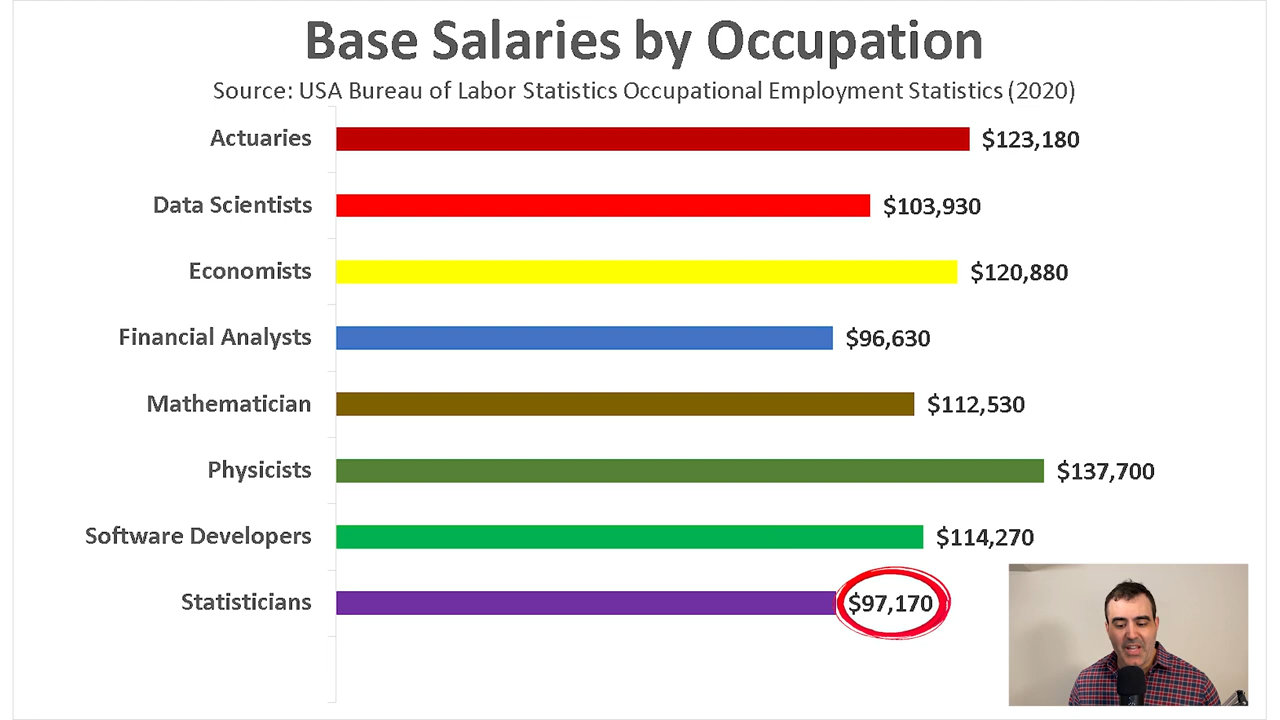 Base Salaries by Occupation
Source: USA Bureau of Labor Statistics Occupational Employment Statistics (2020)
Actuaries $123,180
Data Scientists $103,930
Economists $120,880
Financial Analysts $96,630
Mathematician $112,530
Physicists $137,700
Software Developers $114,270
Statisticians $97,170